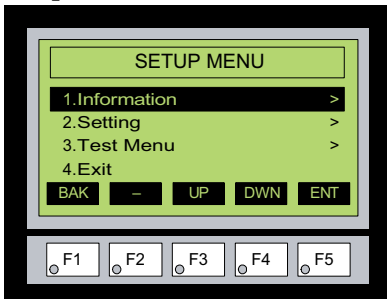 SETUP MENU
1.Information >
2.Setting >
3.Test Menu >
4.Exit
BAK – UP DWN ENT
F1 F2 F3 F4 F5